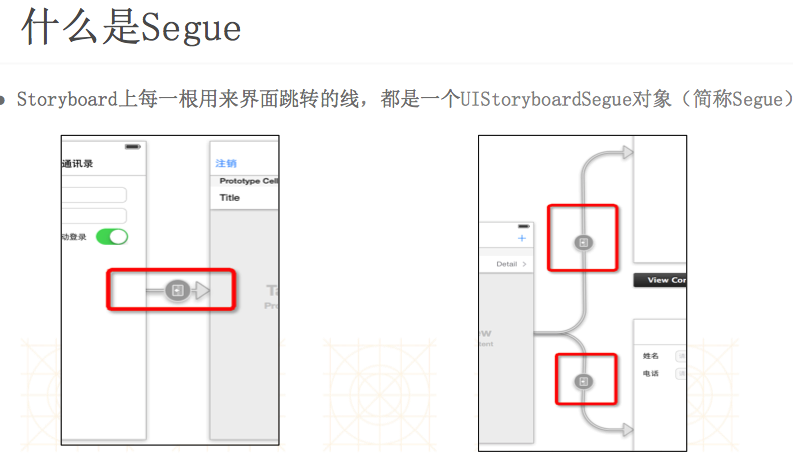 什么是Segue
Storyboard上每一根用来界面跳转的线，都是一个UIStoryboardSegue对象（简称Segue）
通讯录
动登录
注销
Prototype Cell
Title
Ta
Pro
+
Detail
View Cor
姓名
电话